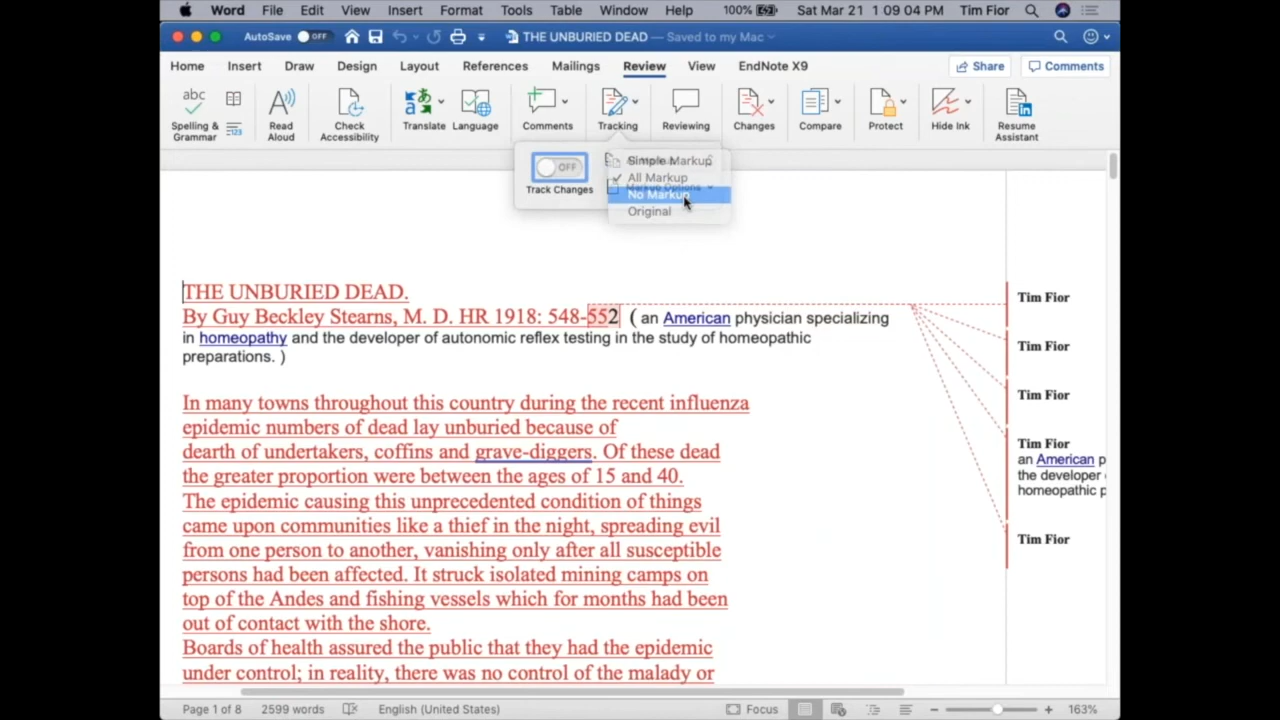 Word File Edit View Insert Format Tools Table Window Help 100% Sat Mar 21 1 09 04 PM Tim Fior
AutoSave OFF THE UNBURIED DEAD — Saved to my Mac
Home Insert Draw Design Layout References Mailings Review View EndNote X9 Share Comments
abc
Spelling & Grammar Read Aloud Check Accessibility Translate Language Comments Tracking Reviewing Changes Compare Protect Hide Ink Resume Assistant
OFF
Track Changes
Simple Markup
All Markup
Markup Options
No Markup
Original
THE UNBURIED DEAD.
By Guy Beckley Stearns, M. D. HR 1918: 548-552 ( an American physician specializing
in homeopathy and the developer of autonomic reflex testing in the study of homeopathic
preparations. )
In many towns throughout this country during the recent influenza
epidemic numbers of dead lay unburied because of
dearth of undertakers, coffins and grave-diggers. Of these dead
the greater proportion were between the ages of 15 and 40.
The epidemic causing this unprecedented condition of things
came upon communities like a thief in the night, spreading evil
from one person to another, vanishing only after all susceptible
persons had been affected. It struck isolated mining camps on
top of the Andes and fishing vessels which for months had been
out of contact with the shore.
Boards of health assured the public that they had the epidemic
under control; in reality, there was no control of the malady or
Tim Fior
Tim Fior
Tim Fior
Tim Fior
an American p
the developer
homeopathic p
Tim Fior
Page 1 of 8 2599 words English (United States) Focus 163%